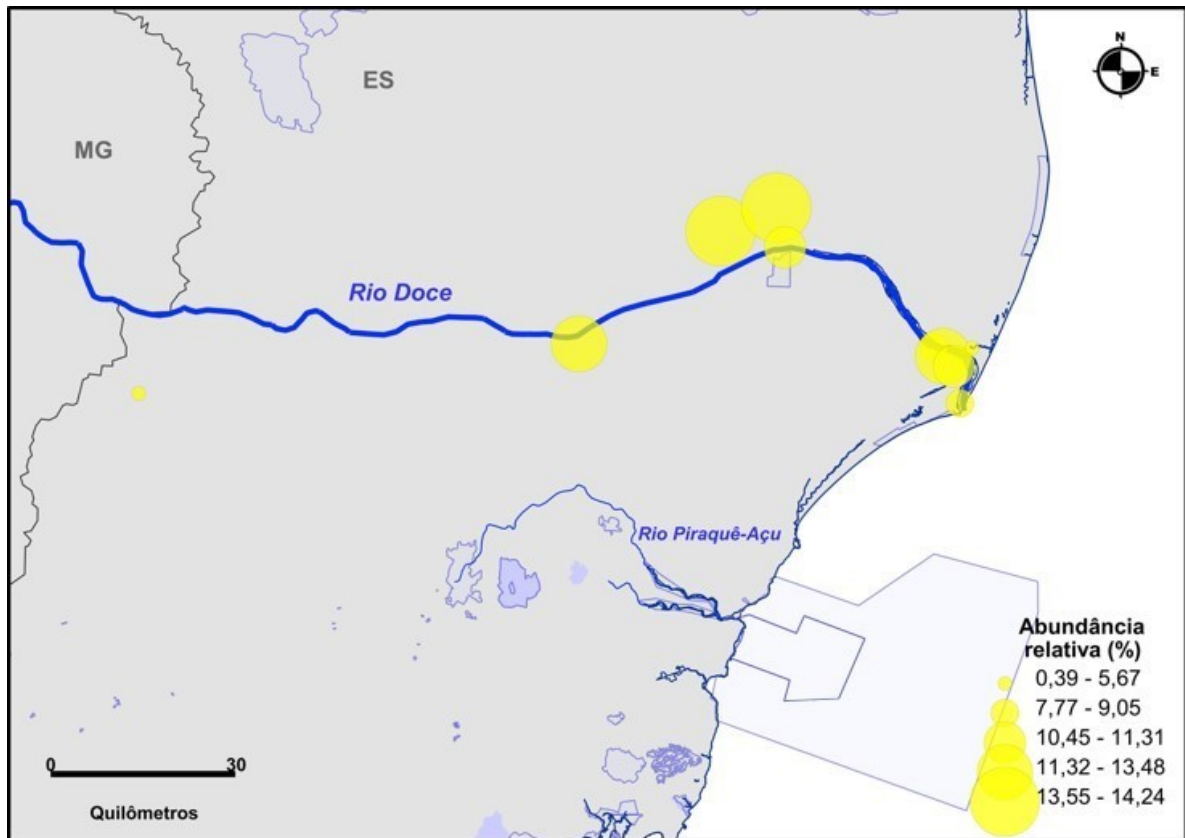 N
E
ES
MG
Rio Doce
Rio Piraquê-Açu
Abundância
relativa (%)
0,39 - 5,67
7,77 - 9,05
10,45 - 11,31
11,32 - 13,48
13,55 - 14,24
0 30
Quilômetros